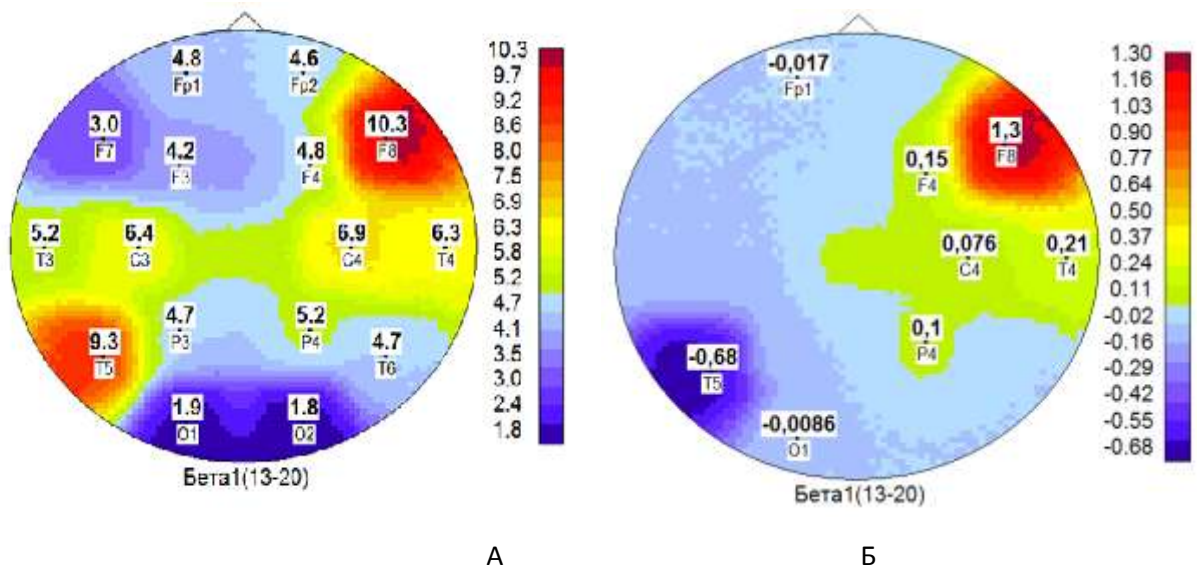 4.8
Fp1
4.6
Fp2
3.0
F7
4.2
F3
4.8
F4
10.3
F8
5.2
T3
6.4
C3
6.9
C4
6.3
T4
9.3
T5
4.7
P3
5.2
P4
4.7
T6
1.9
O1
1.8
O2
Бета1(13-20)
10.3
9.7
9.2
8.6
8.0
7.5
6.9
6.3
5.8
5.2
4.7
4.1
3.5
3.0
2.4
1.8
А
-0,017
Fp1
1,3
F8
0,15
F4
0,076
C4
0,21
T4
0,1
P4
-0,68
T5
-0,0086
O1
Бета1(13-20)
1.30
1.16
1.03
0.90
0.77
0.64
0.50
0.37
0.24
0.11
-0.02
-0.16
-0.29
-0.42
-0.55
-0.68
Б